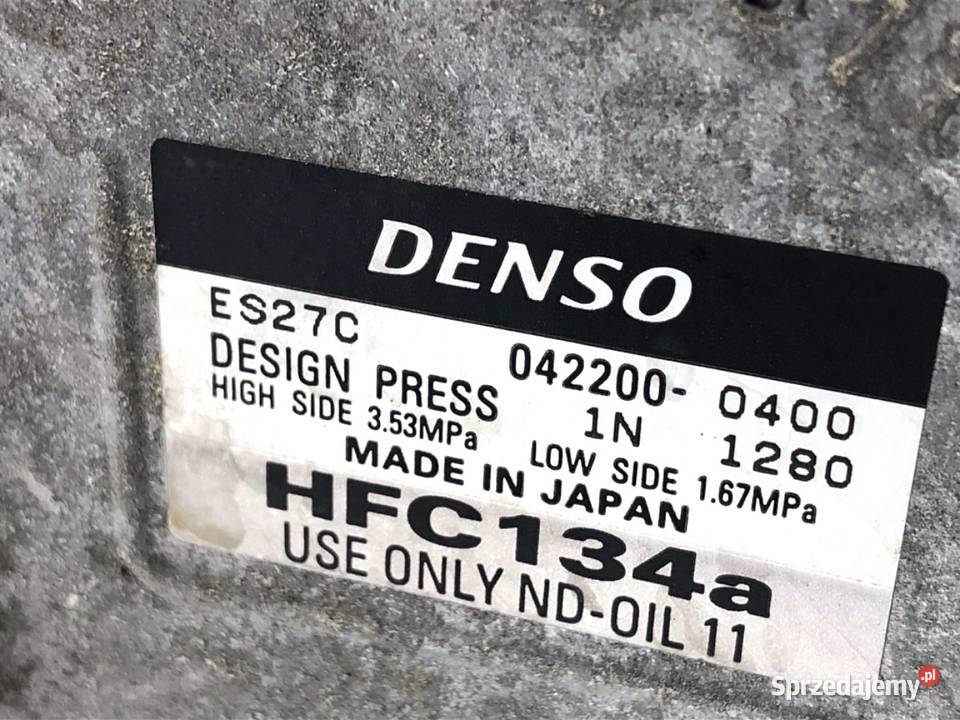 DENSO
ES27C 042200- 0400
DESIGN PRESS 1N 1280
HIGH SIDE 3.53MPa LOW SIDE 1.67MPa
MADE IN JAPAN
HFC134a
USE ONLY ND-OIL 11
Sprzedajemy.pl